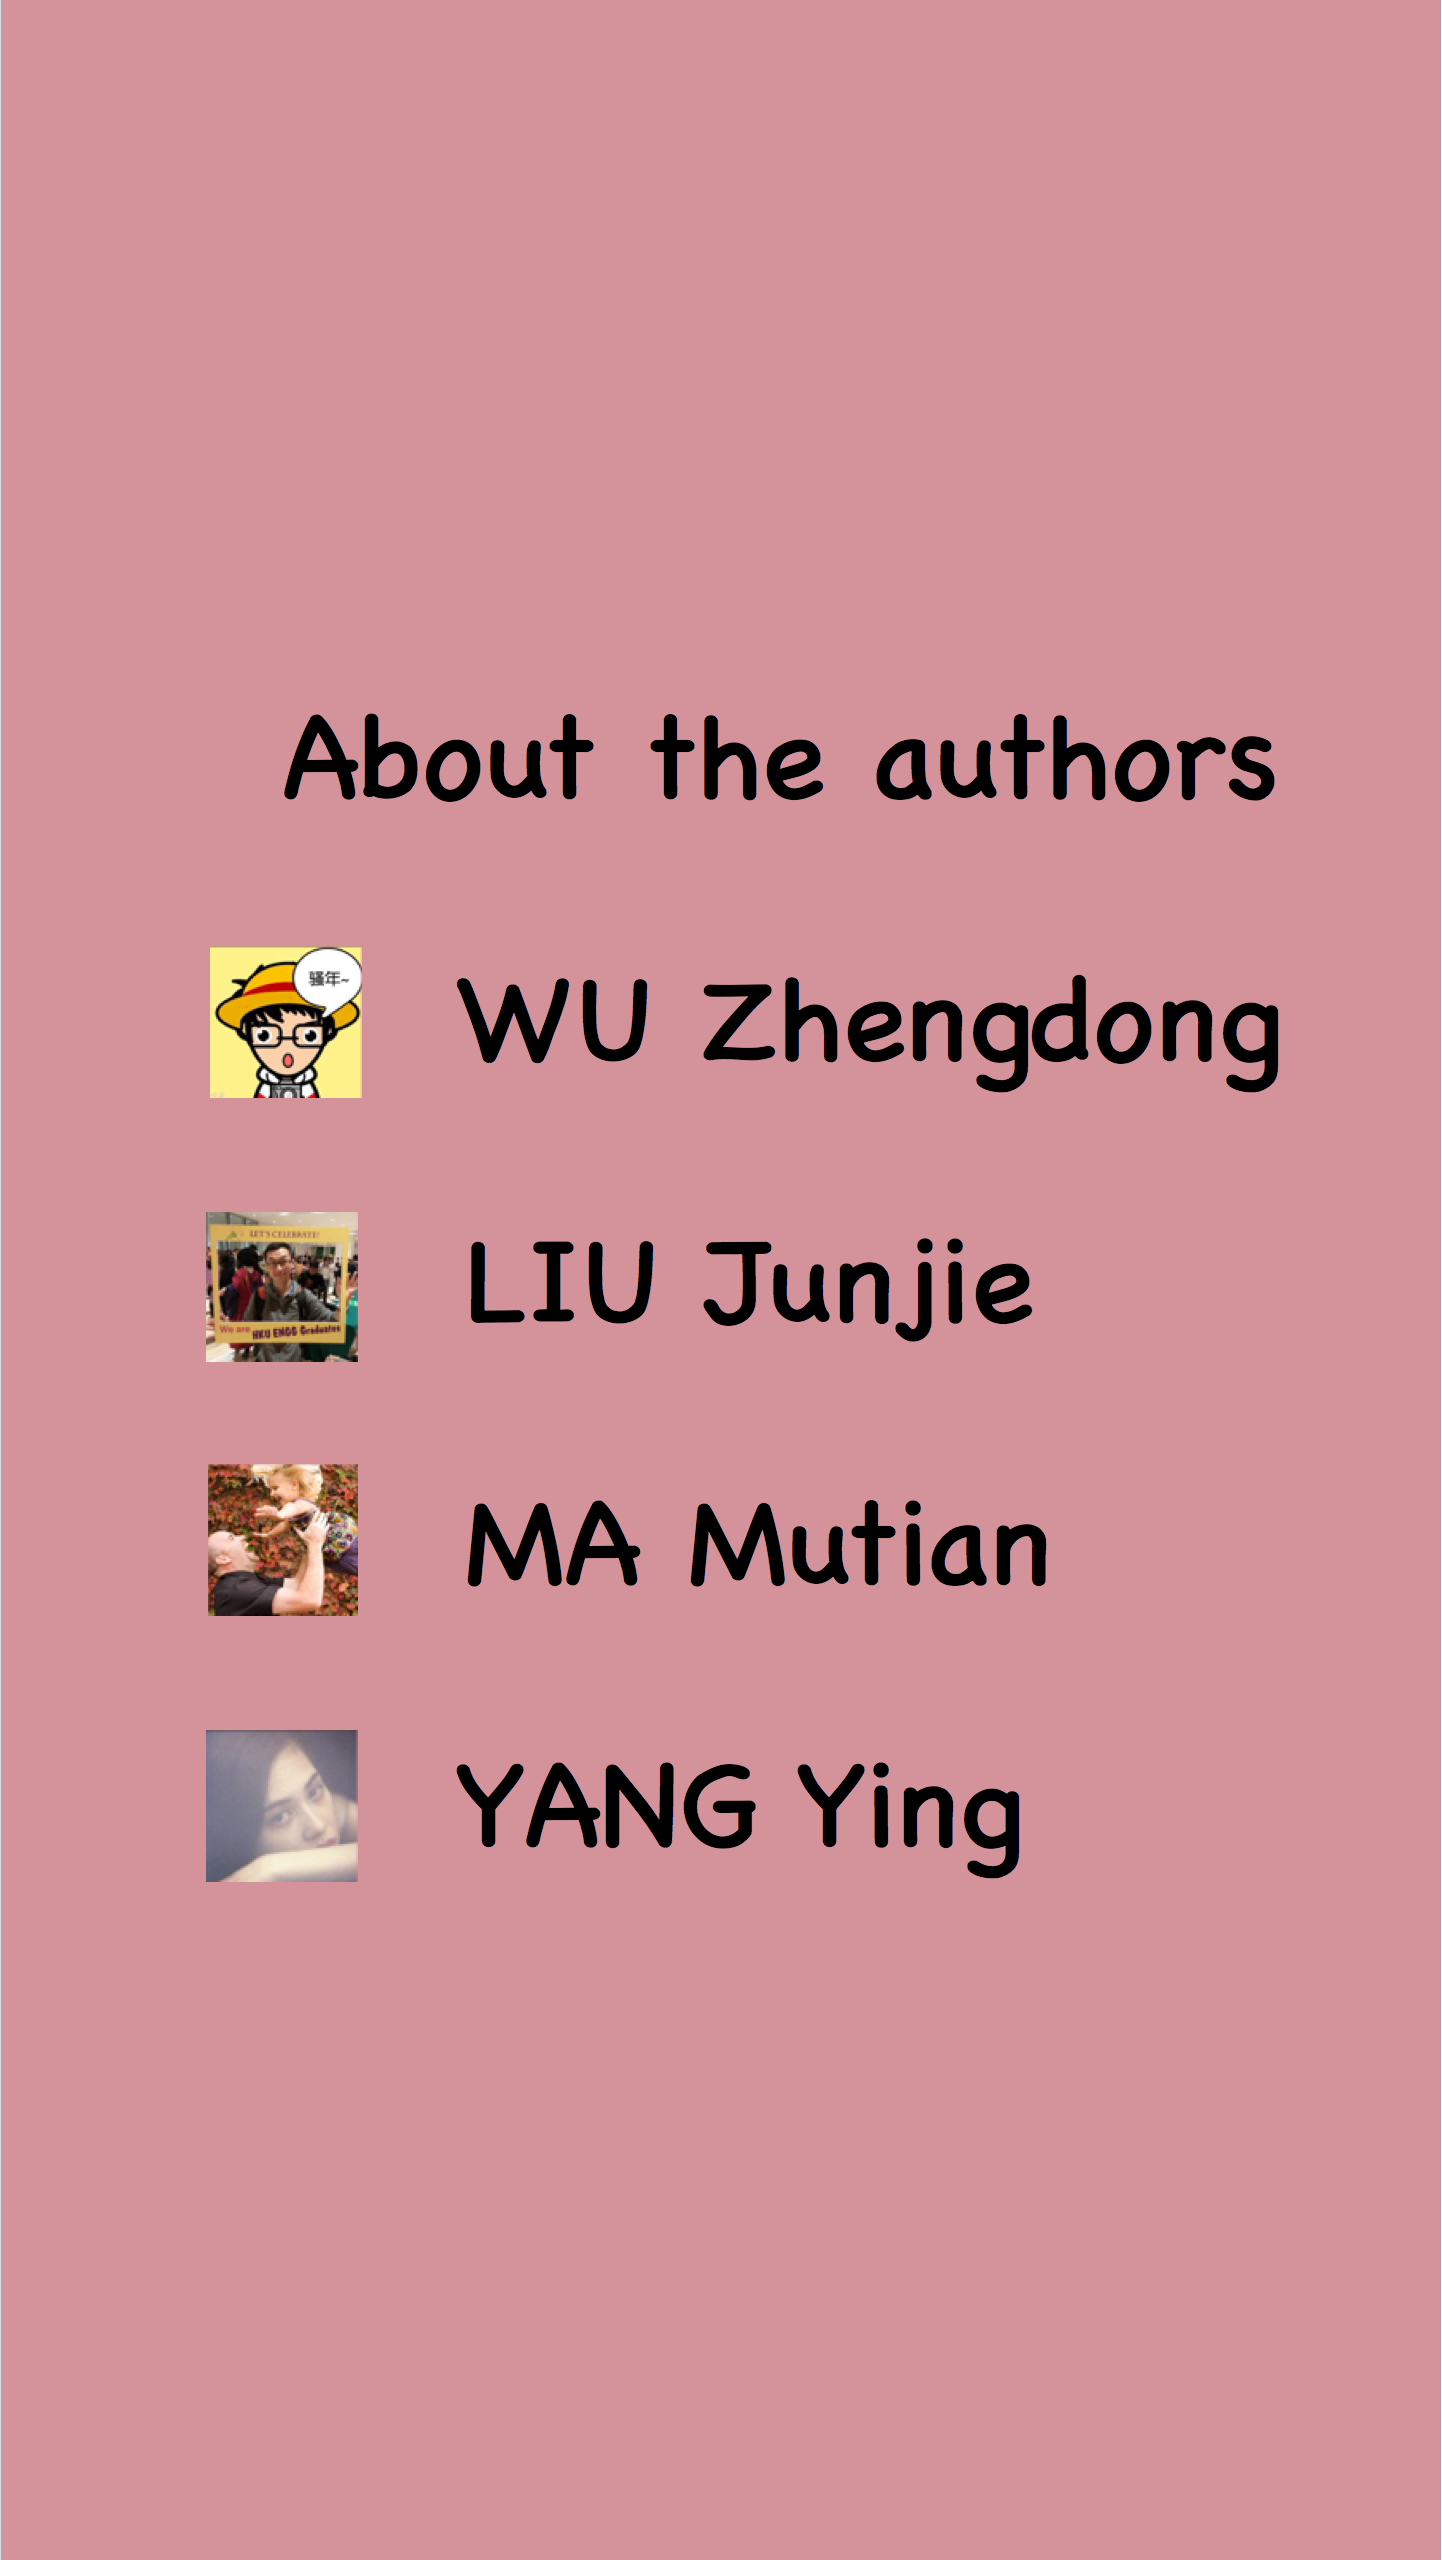 About the authors
骚年~
WU Zhengdong
LET'S CELEBRATE!
LIU Junjie
We are HKU ENGG Graduates
MA Mutian
YANG Ying